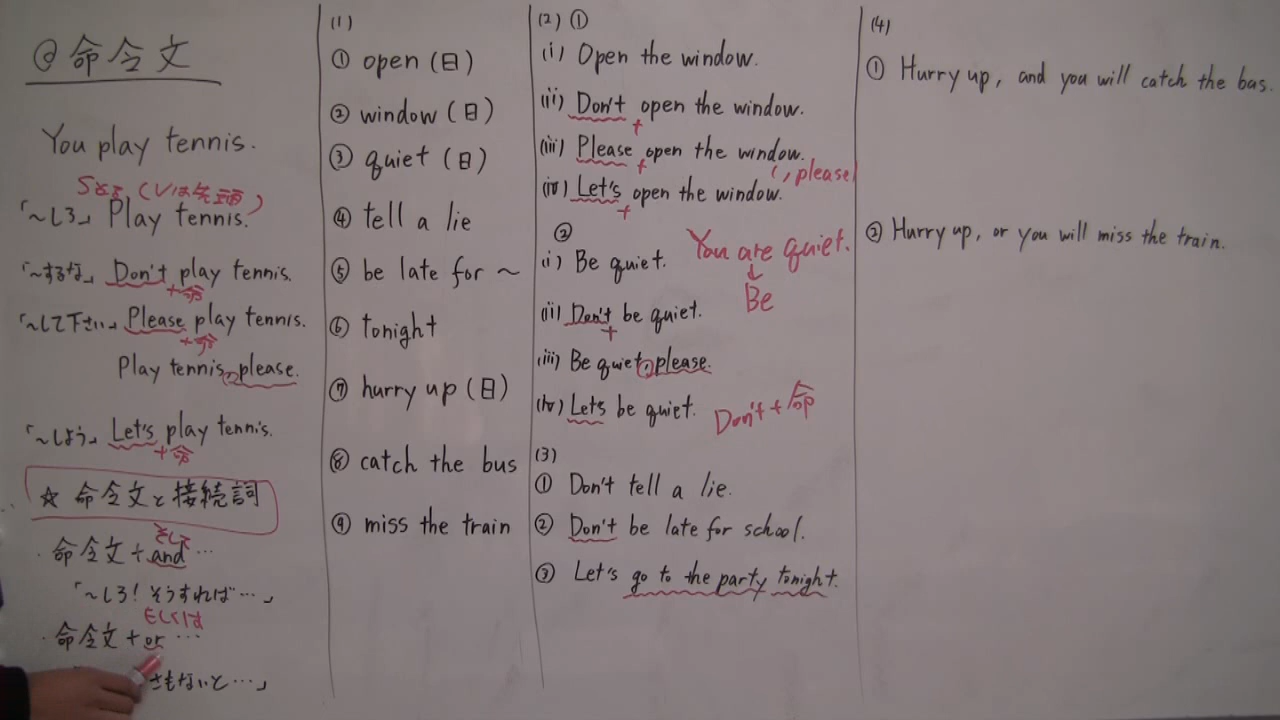 @ 命令文
You play tennis.
Sとる (Vは先頭)
「～しろ」 Play tennis.
「～するな」 Don't play tennis.
+命
「～して下さい」 Please play tennis.
+命
Play tennis, please.
「～しよう」 Let's play tennis.
+命
☆ 命令文と接続詞
そして
・命令文 + and …
「～しろ! そうすれば…」
もしくは
・命令文 + or …
さもないと…」
(1)
① open (日)
② window (日)
③ quiet (日)
④ tell a lie
⑤ be late for ～
⑥ tonight
⑦ hurry up (日)
⑧ catch the bus
⑨ miss the train
(2) ①
(i) Open the window.
(ii) Don't open the window.
+
(iii) Please open the window.
+
(, please)
(iv) Let's open the window.
+
②
(i) Be quiet.
You are quiet.
↓
Be
(ii) Don't be quiet.
+
(iii) Be quiet, please.
(iv) Let's be quiet.
Don't + 命
(3)
① Don't tell a lie.
② Don't be late for school.
③ Let's go to the party tonight.
(4)
① Hurry up, and you will catch the bus.
② Hurry up, or you will miss the train.